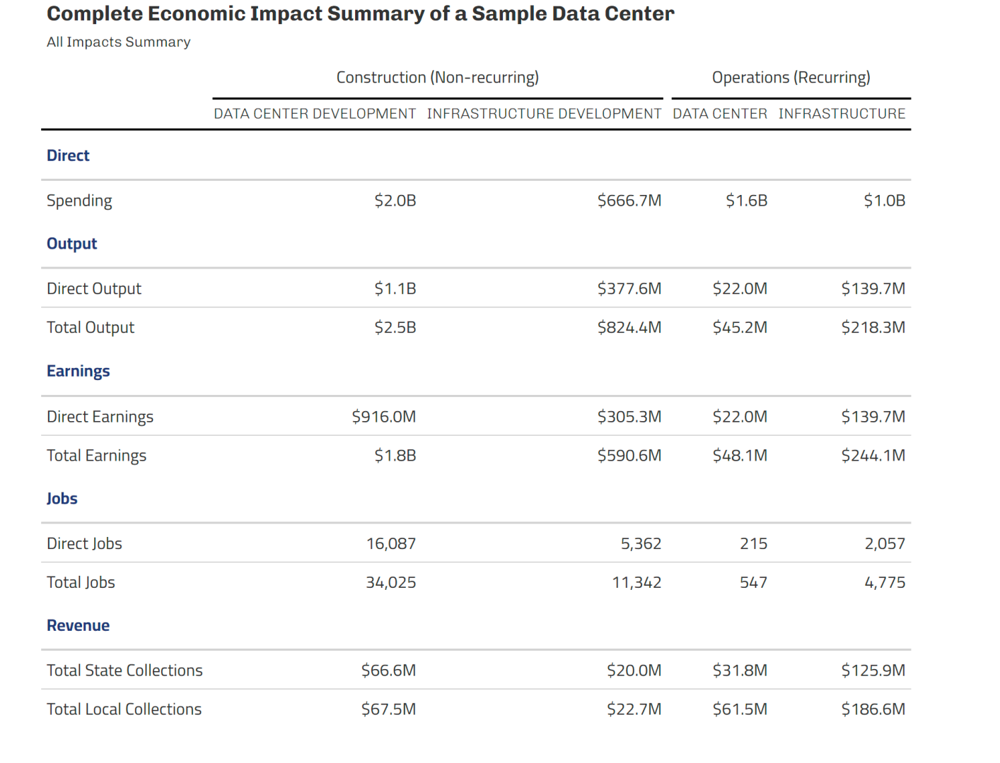 Complete Economic Impact Summary of a Sample Data Center
All Impacts Summary
Construction (Non-recurring) Operations (Recurring)
DATA CENTER DEVELOPMENT INFRASTRUCTURE DEVELOPMENT DATA CENTER INFRASTRUCTURE
Direct
Spending $2.0B $666.7M $1.6B $1.0B
Output
Direct Output $1.1B $377.6M $22.0M $139.7M
Total Output $2.5B $824.4M $45.2M $218.3M
Earnings
Direct Earnings $916.0M $305.3M $22.0M $139.7M
Total Earnings $1.8B $590.6M $48.1M $244.1M
Jobs
Direct Jobs 16,087 5,362 215 2,057
Total Jobs 34,025 11,342 547 4,775
Revenue
Total State Collections $66.6M $20.0M $31.8M $125.9M
Total Local Collections $67.5M $22.7M $61.5M $186.6M